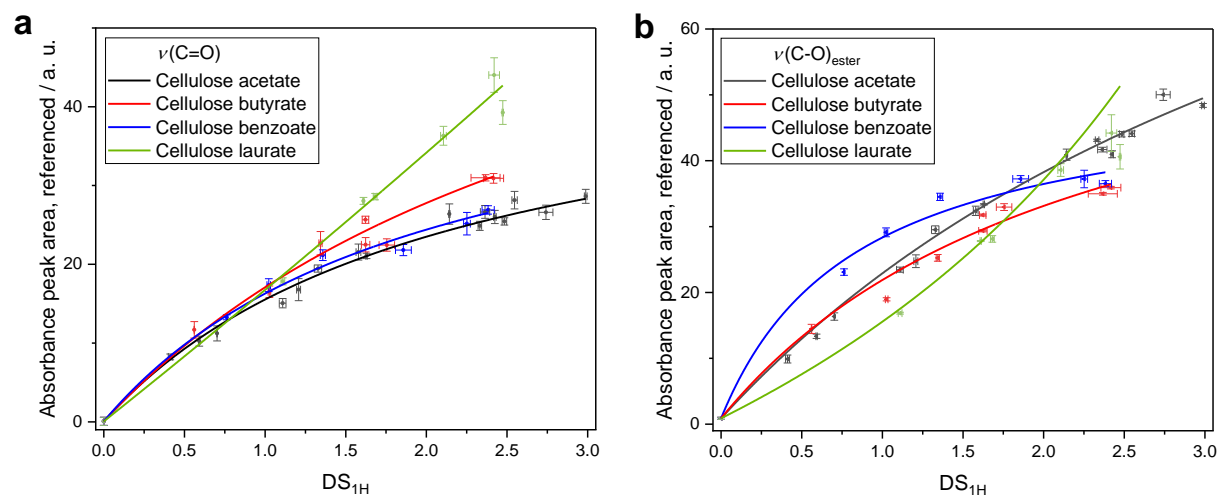 a
Absorbance peak area, referenced / a. u.
ν(C=O)
Cellulose acetate
Cellulose butyrate
Cellulose benzoate
Cellulose laurate
40
20
0
0.0 0.5 1.0 1.5 2.0 2.5 3.0
DS1H
b
Absorbance peak area, referenced / a. u.
ν(C-O)ester
Cellulose acetate
Cellulose butyrate
Cellulose benzoate
Cellulose laurate
60
40
20
0
0.0 0.5 1.0 1.5 2.0 2.5 3.0
DS1H